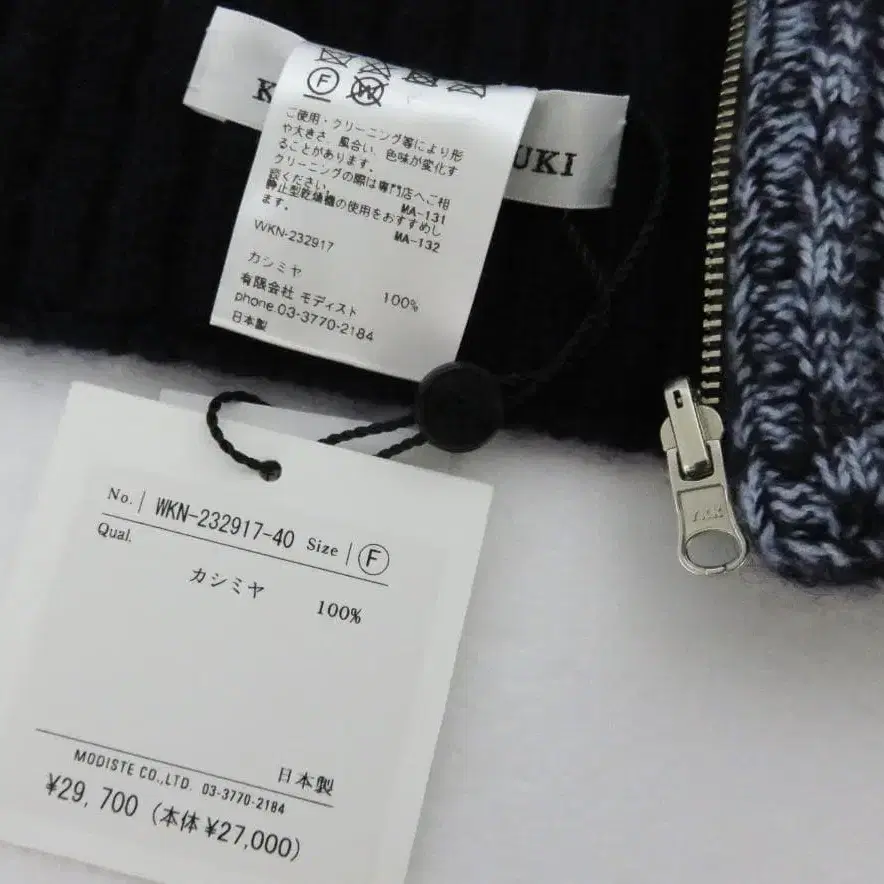 K
UKI
F
W
ご使用・クリーニング等により形
や大きさ、風合い、色味が変化す
ることがあります。
クリーニングの際は専門店へご相
談ください。
静止型乾燥機の使用をおすすめし
ます。
MA-131
MA-132
WKN-232917
カシミヤ 100%
有限会社 モディスト
phone.03-3770-2184
日本製
YKK
No. WKN-232917-40 Size F
Qual.
カシミヤ
100%
日本製
MODISTE CO.,LTD. 03-3770-2184
¥29,700 (本体¥27,000)